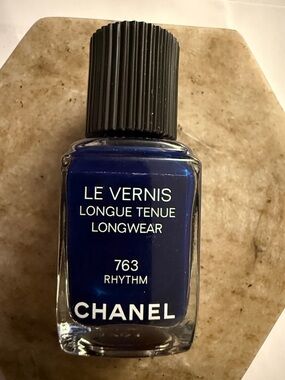 LE VERNIS
LONGUE TENUE
LONGWEAR
763
RHYTHM
CHANEL